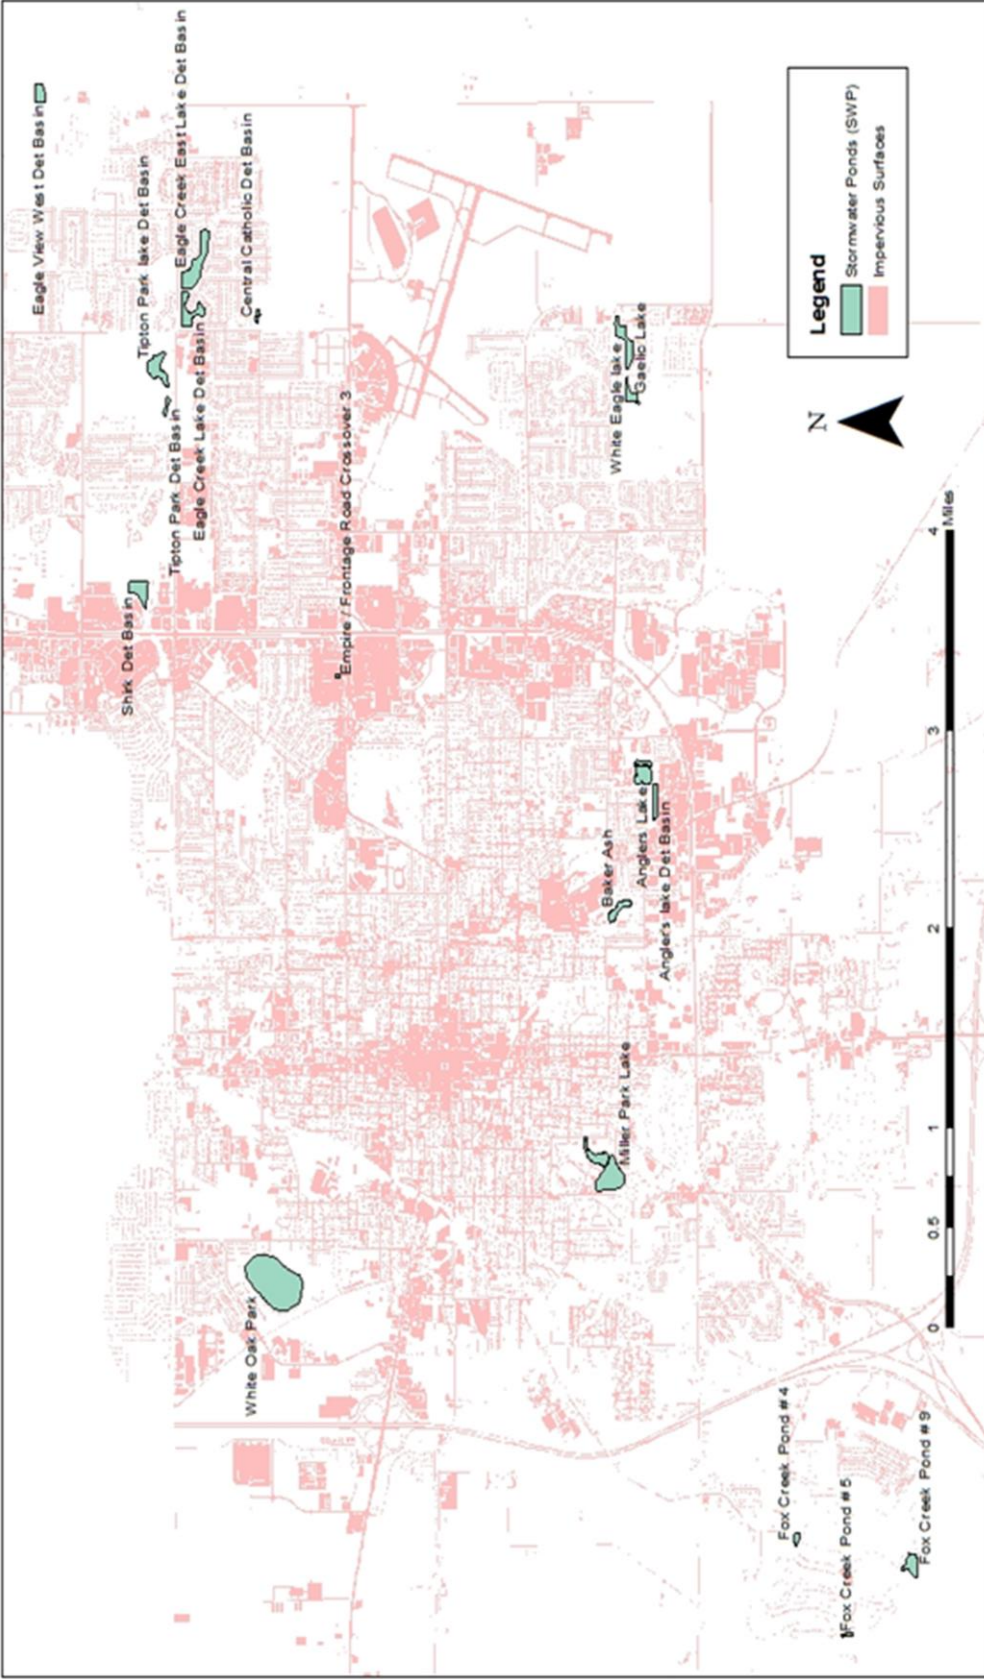 Eagle View West Det Basin
Tipton Park lake Det Basin
Eagle Creek East Lake Det Basin
Central Catholic Det Basin
Tipton Park Det Basin
Eagle Creek Lake Det Basin
Shirk Det Basin
Empire / Frontage Road Crossover 3
White Eagle lake
Gaelic Lake
Baker Ash
Anglers Lake
Angler's lake Det Basin
Miller Park Lake
White Oak Park
Fox Creek Pond # 4
Fox Creek Pond # 5
Fox Creek Pond # 9
Legend
Stormwater Ponds (SWP)
Impervious Surfaces
N
0 0.5 1 2 3 4
Miles